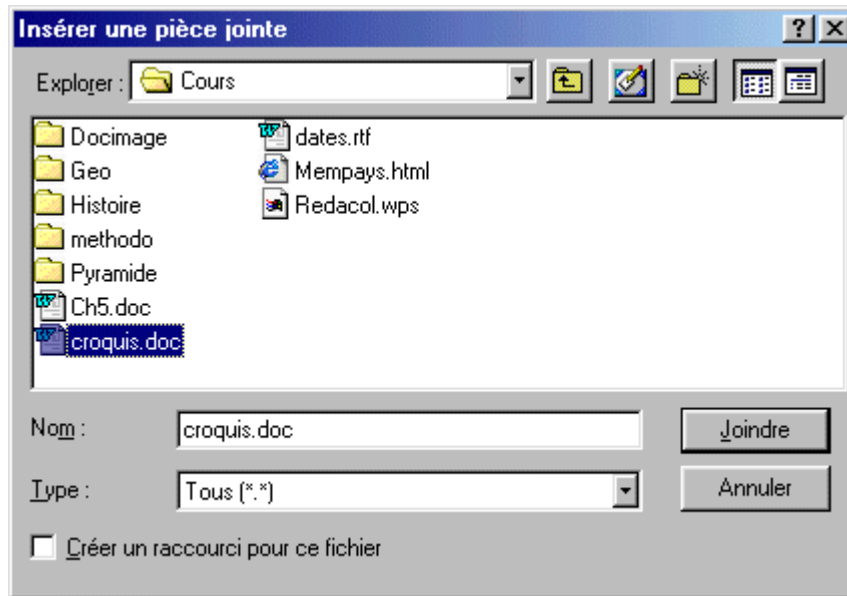 Insérer une pièce jointe
Explorer : Cours
Docimage
Geo
Histoire
methodo
Pyramide
Ch5.doc
croquis.doc
dates.rtf
Mempays.html
Redacol.wps
Nom : croquis.doc
Joindre
Type : Tous (*.*)
Annuler
Créer un raccourci pour ce fichier